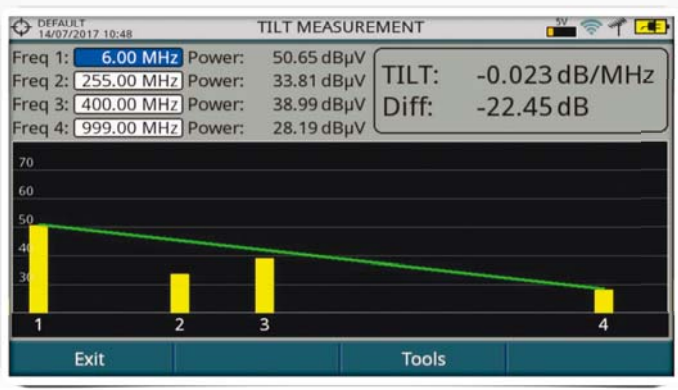 DEFAULT
14/07/2017 10:48
TILT MEASUREMENT
5V
Freq 1: 6.00 MHz Power: 50.65 dBµV
Freq 2: 255.00 MHz Power: 33.81 dBµV
Freq 3: 400.00 MHz Power: 38.99 dBµV
Freq 4: 999.00 MHz Power: 28.19 dBµV
TILT: -0.023 dB/MHz
Diff: -22.45 dB
70
60
50
40
30
1 2 3 4
Exit Tools